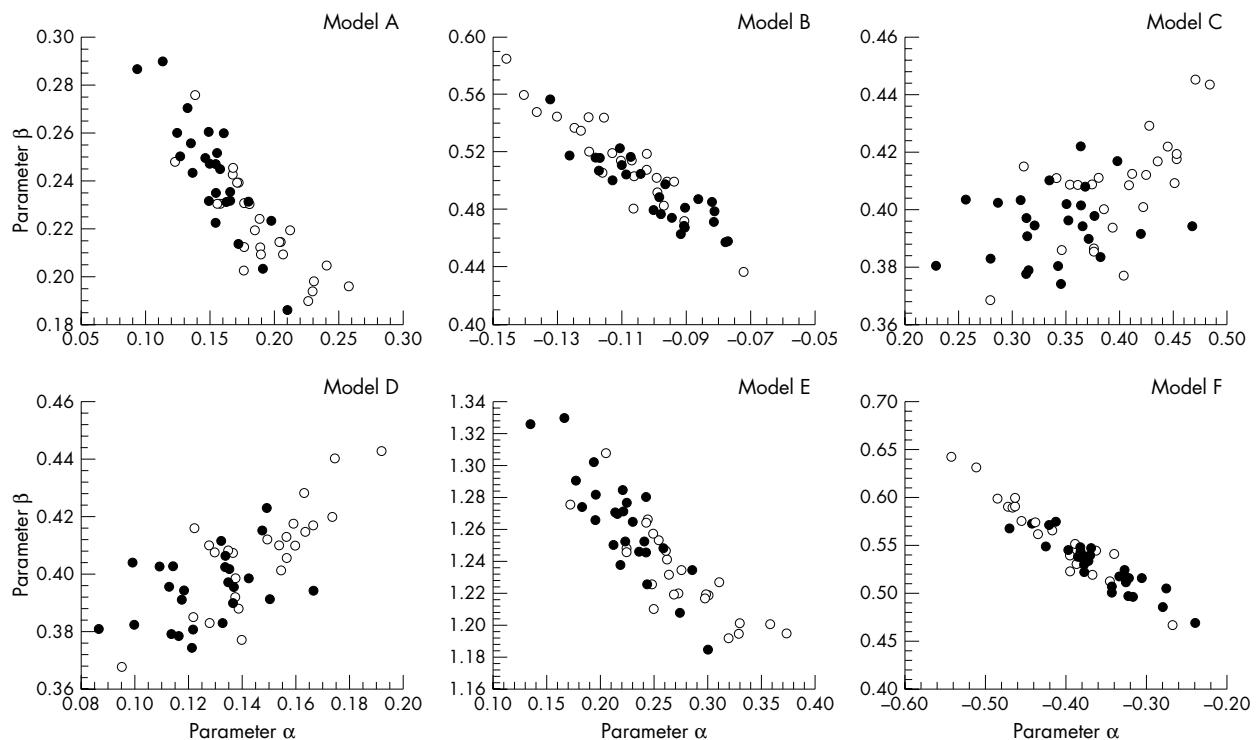 Model A
Model B
Model C
Parameter β
0.30
0.28
0.26
0.24
0.22
0.20
0.18
0.05 0.10 0.15 0.20 0.25 0.30
0.60
0.56
0.52
0.48
0.44
0.40
−0.15 −0.13 −0.11 −0.09 −0.07 −0.05
0.46
0.44
0.42
0.40
0.38
0.36
0.20 0.30 0.40 0.50
Model D
Model E
Model F
Parameter β
0.46
0.44
0.42
0.40
0.38
0.36
0.08 0.10 0.12 0.14 0.16 0.18 0.20
Parameter α
1.34
1.32
1.30
1.28
1.26
1.24
1.22
1.20
1.18
1.16
0.10 0.15 0.20 0.25 0.30 0.35 0.40
Parameter α
0.70
0.65
0.60
0.55
0.50
0.45
0.40
−0.60 −0.50 −0.40 −0.30 −0.20
Parameter α